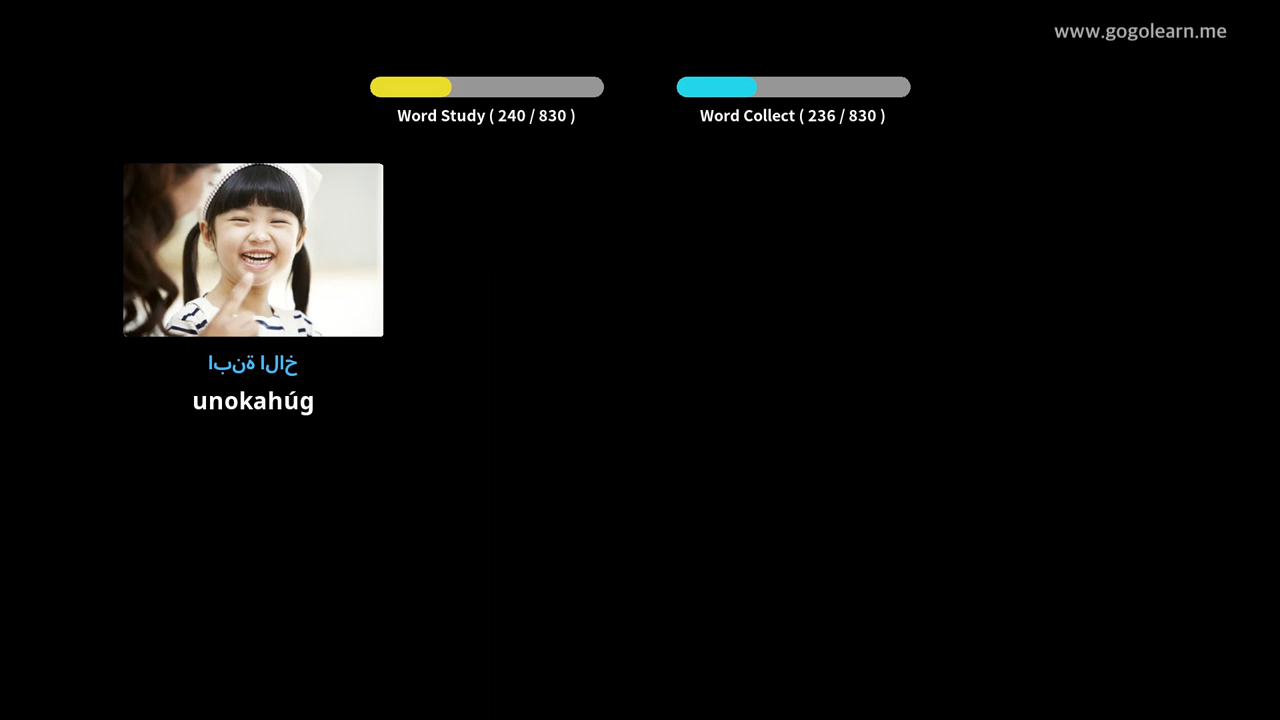 www.gogolearn.me
Word Study ( 240 / 830 )
Word Collect ( 236 / 830 )
ابنة الاخ
unokahúg